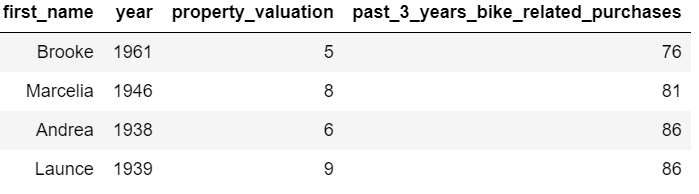 first_name year property_valuation past_3_years_bike_related_purchases
Brooke 1961 5 76
Marcelia 1946 8 81
Andrea 1938 6 86
Launce 1939 9 86